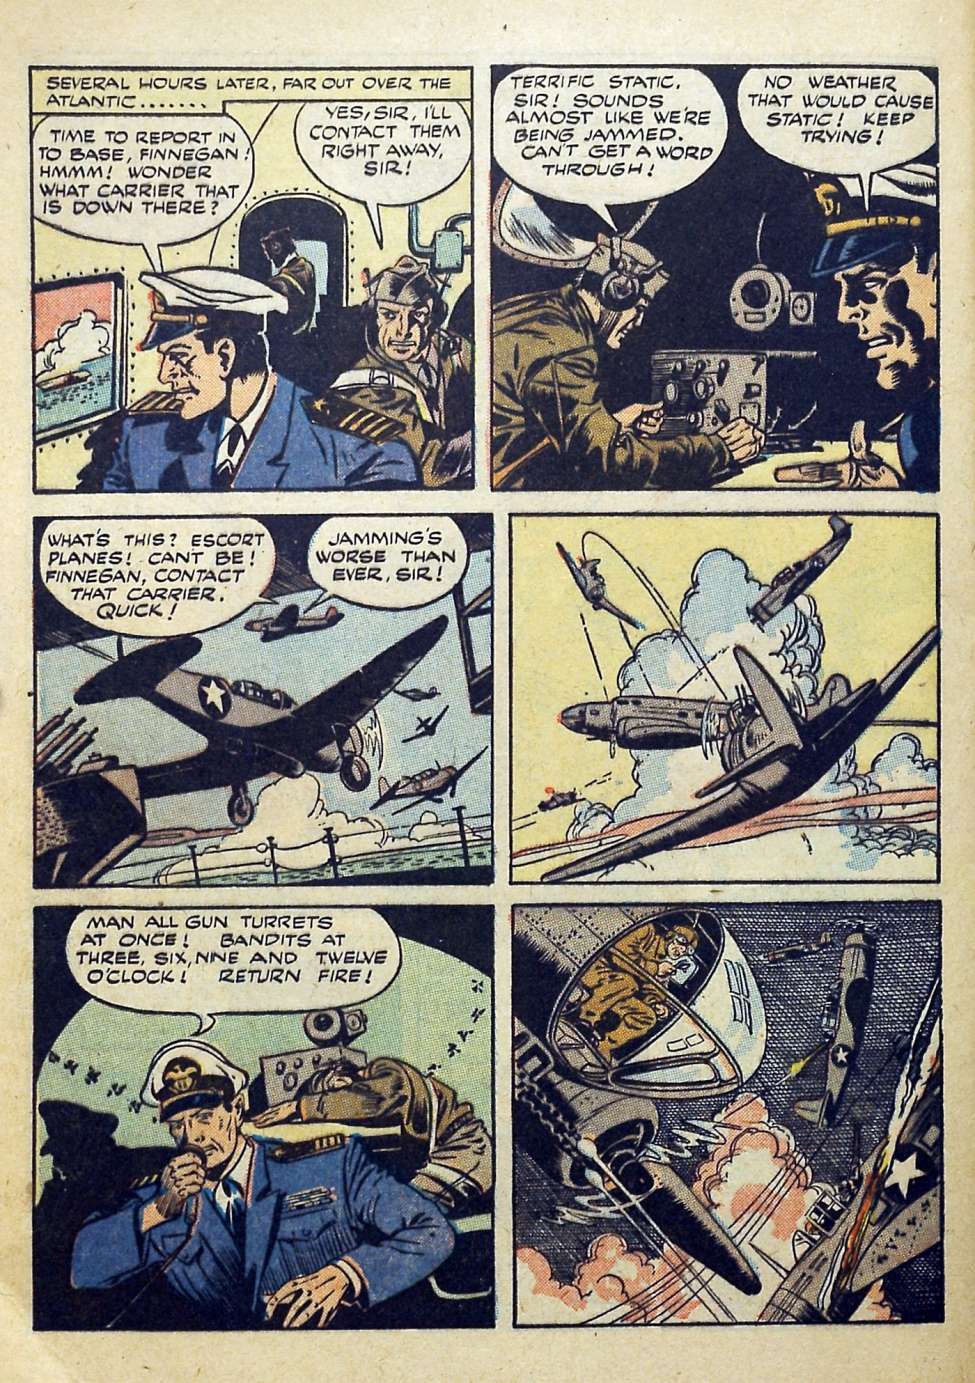 SEVERAL HOURS LATER, FAR OUT OVER THE
ATLANTIC.......
TIME TO REPORT IN
TO BASE, FINNEGAN!
HMMM! WONDER
WHAT CARRIER THAT
IS DOWN THERE?
YES, SIR, I'LL
CONTACT THEM
RIGHT AWAY,
SIR!
TERRIFIC STATIC,
SIR! SOUNDS
ALMOST LIKE WE'RE
BEING JAMMED.
CAN'T GET A WORD
THROUGH!
NO WEATHER
THAT WOULD CAUSE
STATIC! KEEP
TRYING!
WHAT'S THIS? ESCORT
PLANES! CAN'T BE!
FINNEGAN, CONTACT
THAT CARRIER.
QUICK!
JAMMING'S
WORSE THAN
EVER, SIR!
MAN ALL GUN TURRETS
AT ONCE! BANDITS AT
THREE, SIX, NINE AND TWELVE
O'CLOCK! RETURN FIRE!